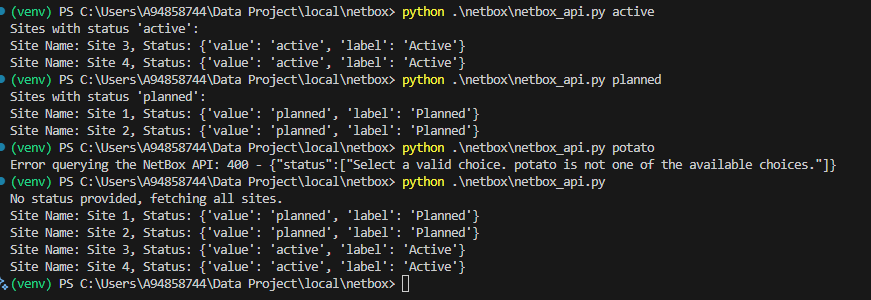 (venv) PS C:\Users\A94858744\Data Project\local\netbox> python .\netbox\netbox_api.py active
Sites with status 'active':
Site Name: Site 3, Status: {'value': 'active', 'label': 'Active'}
Site Name: Site 4, Status: {'value': 'active', 'label': 'Active'}
(venv) PS C:\Users\A94858744\Data Project\local\netbox> python .\netbox\netbox_api.py planned
Sites with status 'planned':
Site Name: Site 1, Status: {'value': 'planned', 'label': 'Planned'}
Site Name: Site 2, Status: {'value': 'planned', 'label': 'Planned'}
(venv) PS C:\Users\A94858744\Data Project\local\netbox> python .\netbox\netbox_api.py potato
Error querying the NetBox API: 400 - {"status":["Select a valid choice. potato is not one of the available choices."]}
(venv) PS C:\Users\A94858744\Data Project\local\netbox> python .\netbox\netbox_api.py
No status provided, fetching all sites.
Site Name: Site 1, Status: {'value': 'planned', 'label': 'Planned'}
Site Name: Site 2, Status: {'value': 'planned', 'label': 'Planned'}
Site Name: Site 3, Status: {'value': 'active', 'label': 'Active'}
Site Name: Site 4, Status: {'value': 'active', 'label': 'Active'}
(venv) PS C:\Users\A94858744\Data Project\local\netbox>